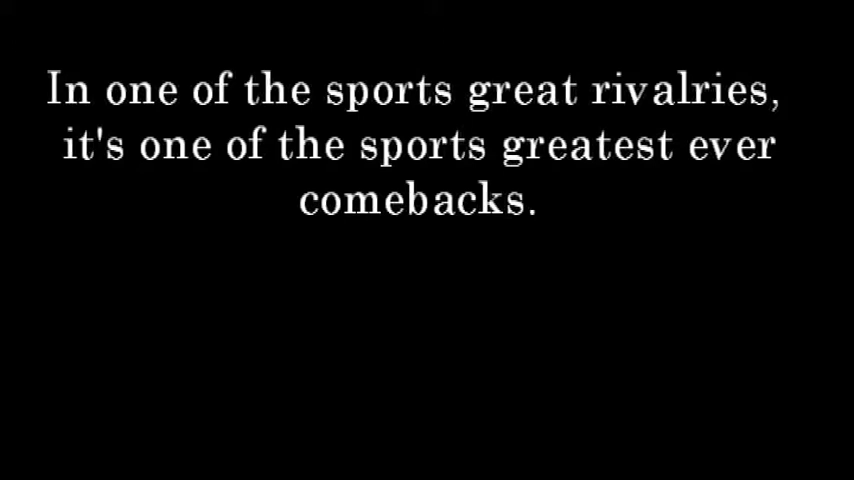 In one of the sports great rivalries,
it's one of the sports greatest ever
comebacks.